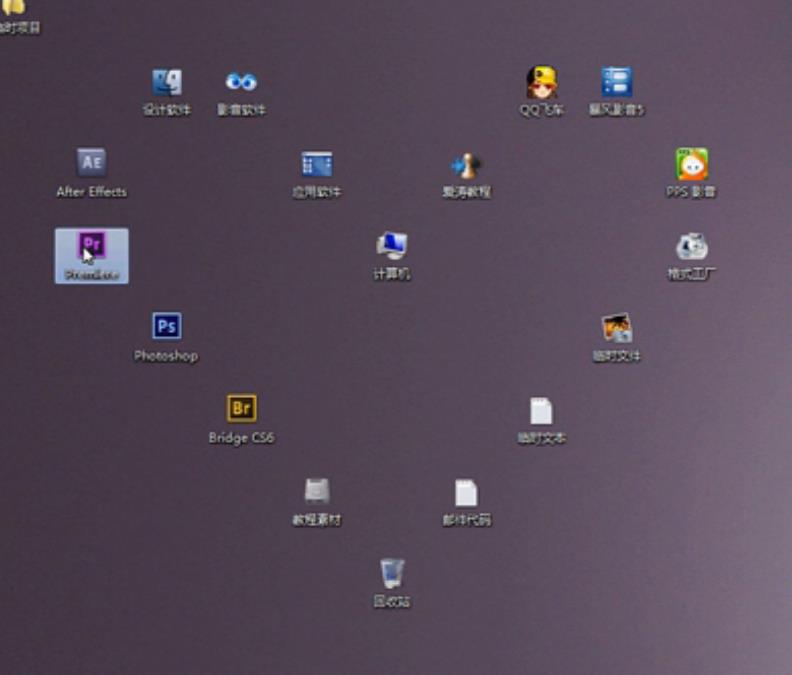 临时项目
设计软件
影音软件
QQ飞车
暴风影音5
AE
After Effects
应用软件
爱涛教程
PPS 影音
Pr
Premiere
计算机
格式工厂
Ps
Photoshop
临时文件
Br
Bridge CS6
临时文本
教程素材
邮件代码
回收站